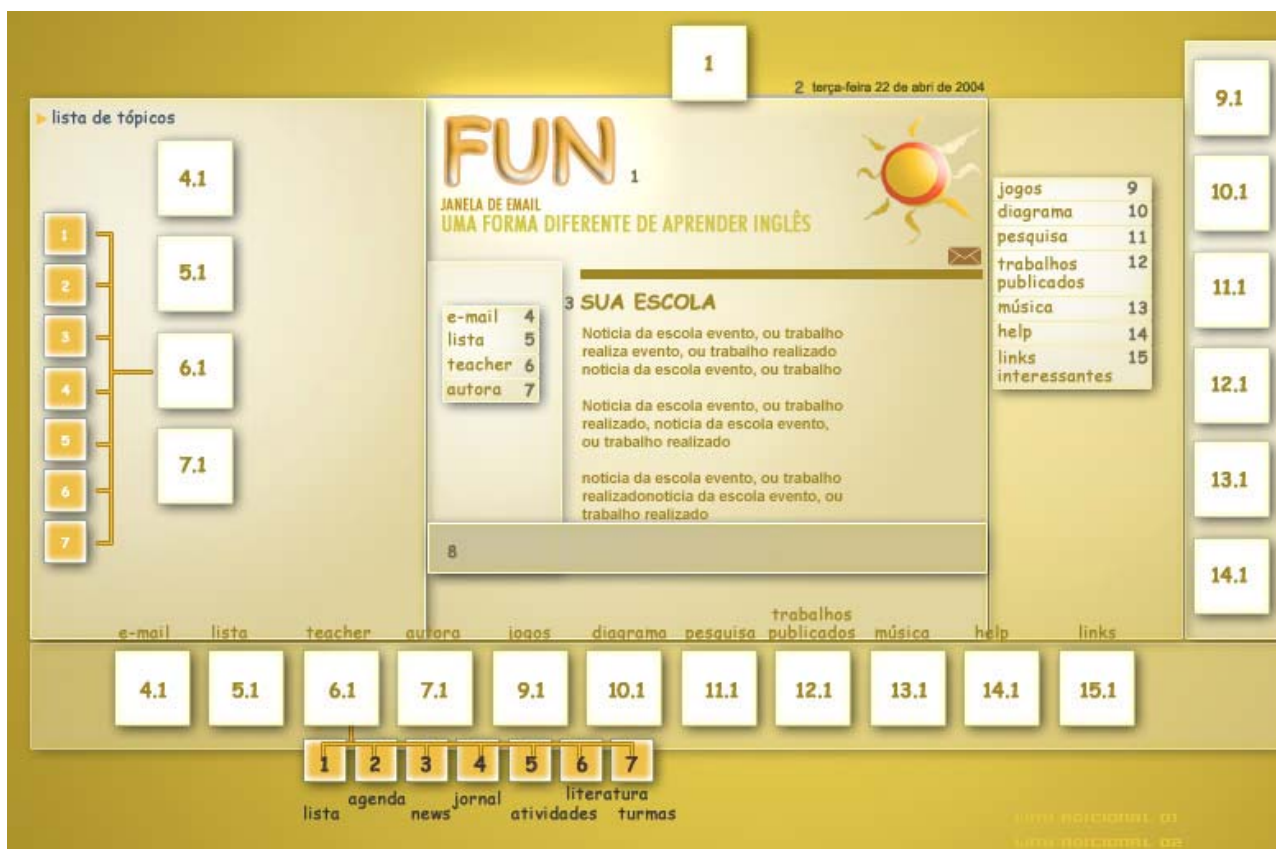 1
2 terça-feira 22 de abri de 2004
lista de tópicos
4.1
5.1
6.1
7.1
1
2
3
4
5
6
7
FUN
1
JANELA DE EMAIL
UMA FORMA DIFERENTE DE APRENDER INGLÊS
e-mail 4
lista 5
teacher 6
autora 7
3 SUA ESCOLA
Noticia da escola evento, ou trabalho
realiza evento, ou trabalho realizado
noticia da escola evento, ou trabalho
Noticia da escola evento, ou trabalho
realizado, noticia da escola evento,
ou trabalho realizado
noticia da escola evento, ou trabalho
realizadonoticia da escola evento, ou
trabalho realizado
8
jogos 9
diagrama 10
pesquisa 11
trabalhos 12
publicados
música 13
help 14
links 15
interessantes
9.1
10.1
11.1
12.1
13.1
14.1
e-mail lista teacher autora jogos diagrama pesquisa trabalhos publicados música help links
4.1 5.1 6.1 7.1 9.1 10.1 11.1 12.1 13.1 14.1 15.1
1 2 3 4 5 6 7
lista agenda news jornal atividades literatura turmas
LINK ADICIONAL 01
LINK ADICIONAL 02